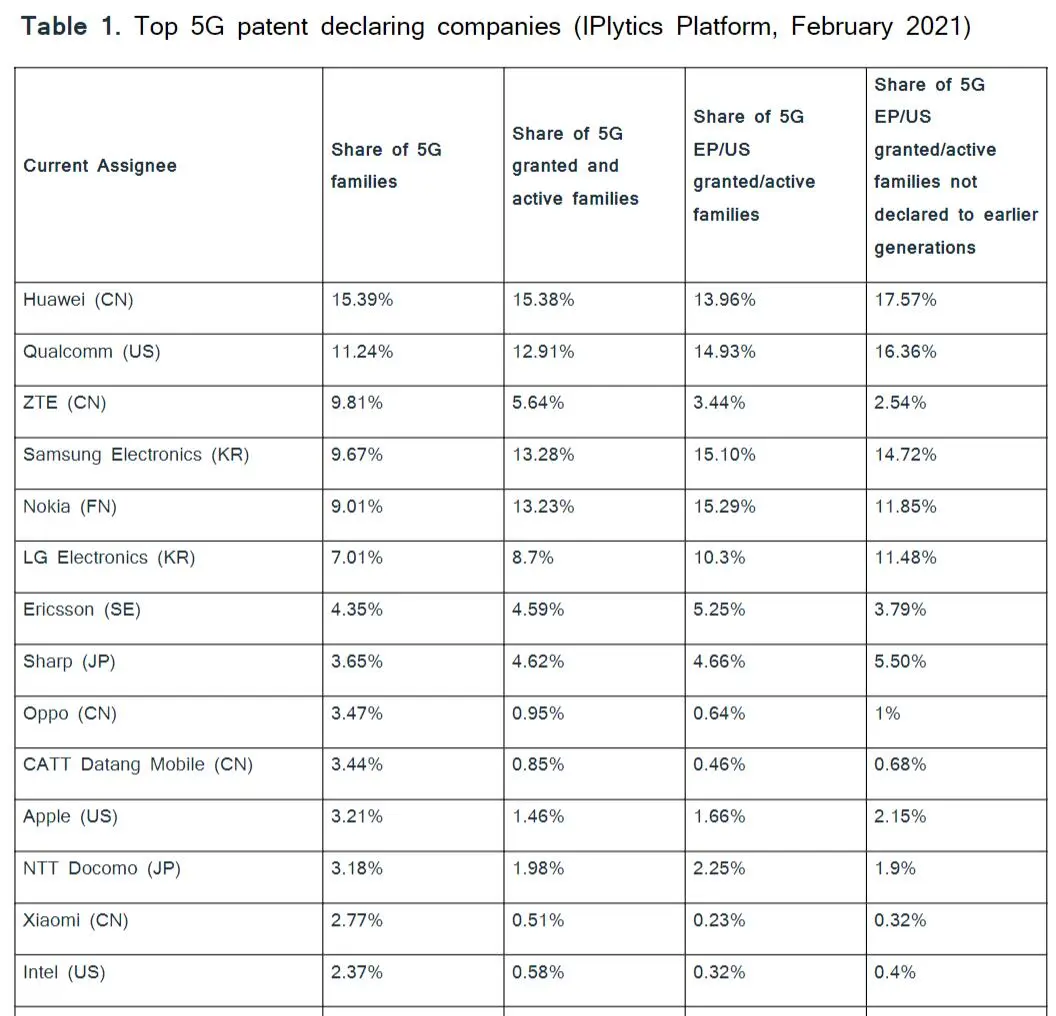 Table 1. Top 5G patent declaring companies (IPlytics Platform, February 2021)
Current Assignee
Share of 5G
families
Share of 5G
granted and
active families
Share of 5G
EP/US
granted/active
families
Share of 5G
EP/US
granted/active
families not
declared to earlier
generations
Huawei (CN) 15.39% 15.38% 13.96% 17.57%
Qualcomm (US) 11.24% 12.91% 14.93% 16.36%
ZTE (CN) 9.81% 5.64% 3.44% 2.54%
Samsung Electronics (KR) 9.67% 13.28% 15.10% 14.72%
Nokia (FN) 9.01% 13.23% 15.29% 11.85%
LG Electronics (KR) 7.01% 8.7% 10.3% 11.48%
Ericsson (SE) 4.35% 4.59% 5.25% 3.79%
Sharp (JP) 3.65% 4.62% 4.66% 5.50%
Oppo (CN) 3.47% 0.95% 0.64% 1%
CATT Datang Mobile (CN) 3.44% 0.85% 0.46% 0.68%
Apple (US) 3.21% 1.46% 1.66% 2.15%
NTT Docomo (JP) 3.18% 1.98% 2.25% 1.9%
Xiaomi (CN) 2.77% 0.51% 0.23% 0.32%
Intel (US) 2.37% 0.58% 0.32% 0.4%